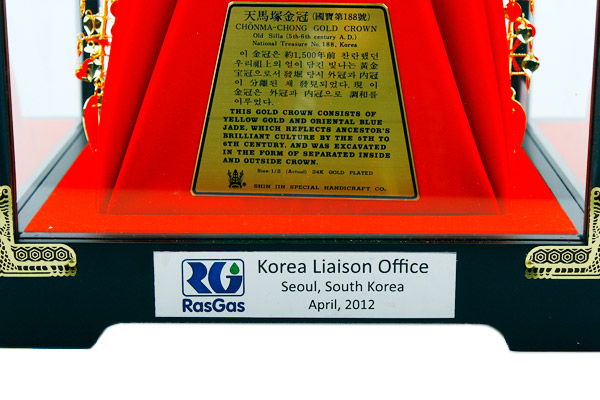 天馬塚金冠 (國寶第188號)
CHONMA-CHONG GOLD CROWN
Old Silla (5th-6th century A.D.)
National Treasure No.188, Korea
이 金冠은 約1,500年前 찬란했던
우리祖上의 얼이 담긴 빛나는 黃金
宝冠으로서 發堀 당시 外冠과 内冠
이 分離된 채 發見되었다. 現 이
金冠은 外冠과 内冠으로 調和를
이루었다.
THIS GOLD CROWN CONSISTS OF
YELLOW GOLD AND ORIENTAL BLUE
JADE, WHICH REFLECTS ANCESTOR'S
BRILLIANT CULTURE BY THE 5TH TO
6TH CENTURY, AND WAS EXCAVATED
IN THE FORM OF SEPARATED INSIDE
AND OUTSIDE CROWN.
Size: 1/2 (Actual) 24K GOLD PLATED
SHIN JIN SPECIAL HANDICRAFT CO.
RG Korea Liaison Office
Seoul, South Korea
RasGas April, 2012